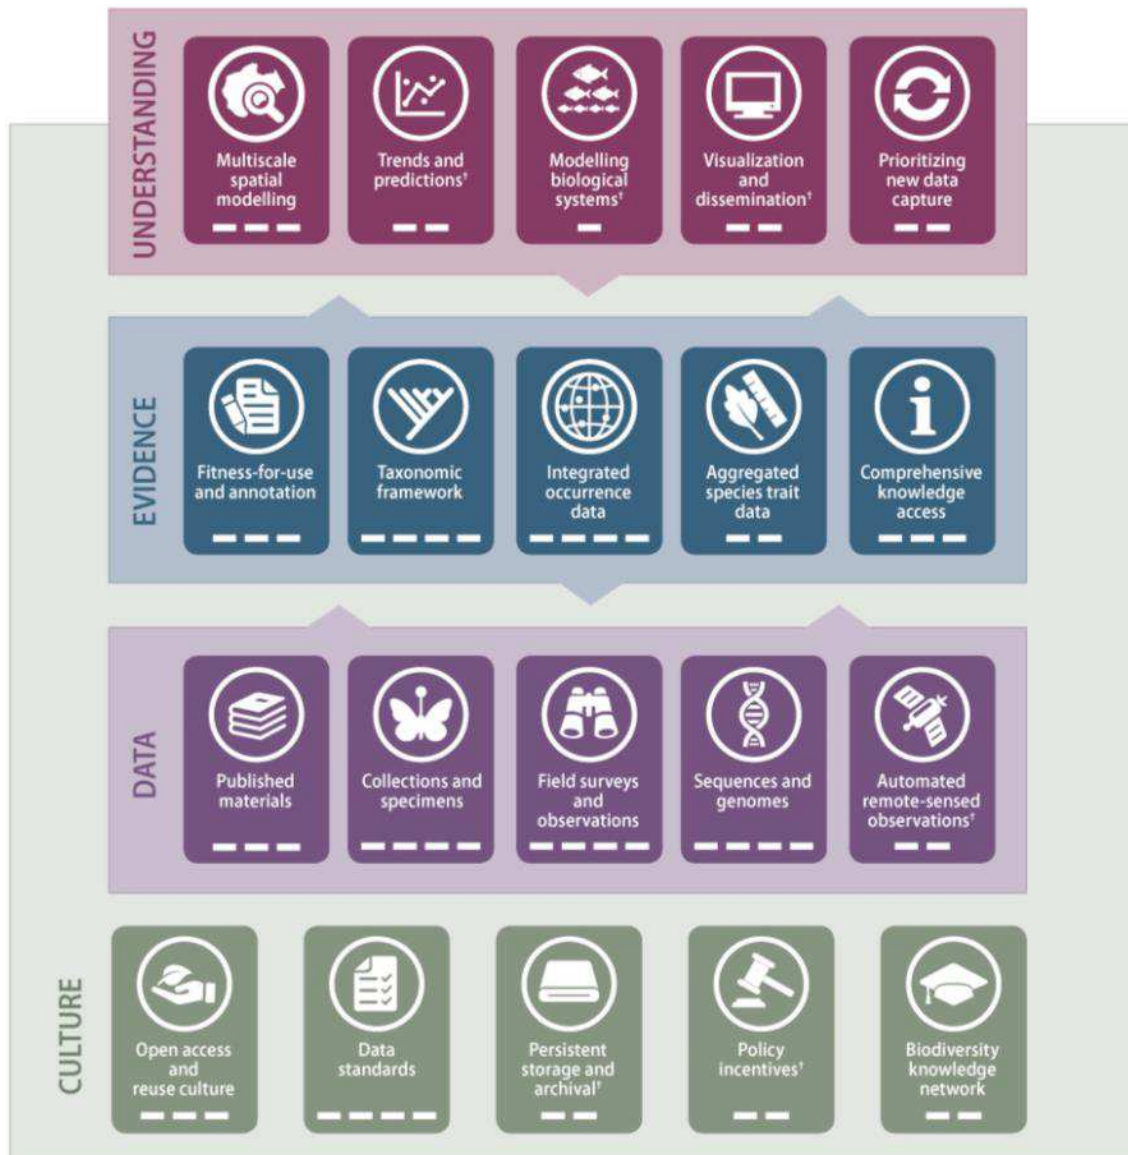 UNDERSTANDING
Multiscale
spatial
modelling
Trends and
predictions†
Modelling
biological
systems†
Visualization
and
dissemination†
Prioritizing
new data
capture
EVIDENCE
Fitness-for-use
and annotation
Taxonomic
framework
Integrated
occurrence
data
Aggregated
species trait
data
Comprehensive
knowledge
access
DATA
Published
materials
Collections and
specimens
Field surveys
and
observations
Sequences and
genomes
Automated
remote-sensed
observations†
CULTURE
Open access
and
reuse culture
Data
standards
Persistent
storage and
archival†
Policy
incentives†
Biodiversity
knowledge
network